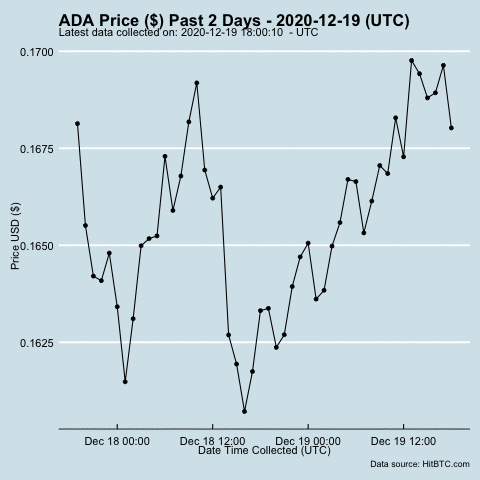 ADA Price ($) Past 2 Days - 2020-12-19 (UTC)
Latest data collected on: 2020-12-19 18:00:10 - UTC
0.1700
0.1675
0.1650
0.1625
Price USD ($)
Dec 18 00:00 Dec 18 12:00 Dec 19 00:00 Dec 19 12:00
Date Time Collected (UTC)
Data source: HitBTC.com